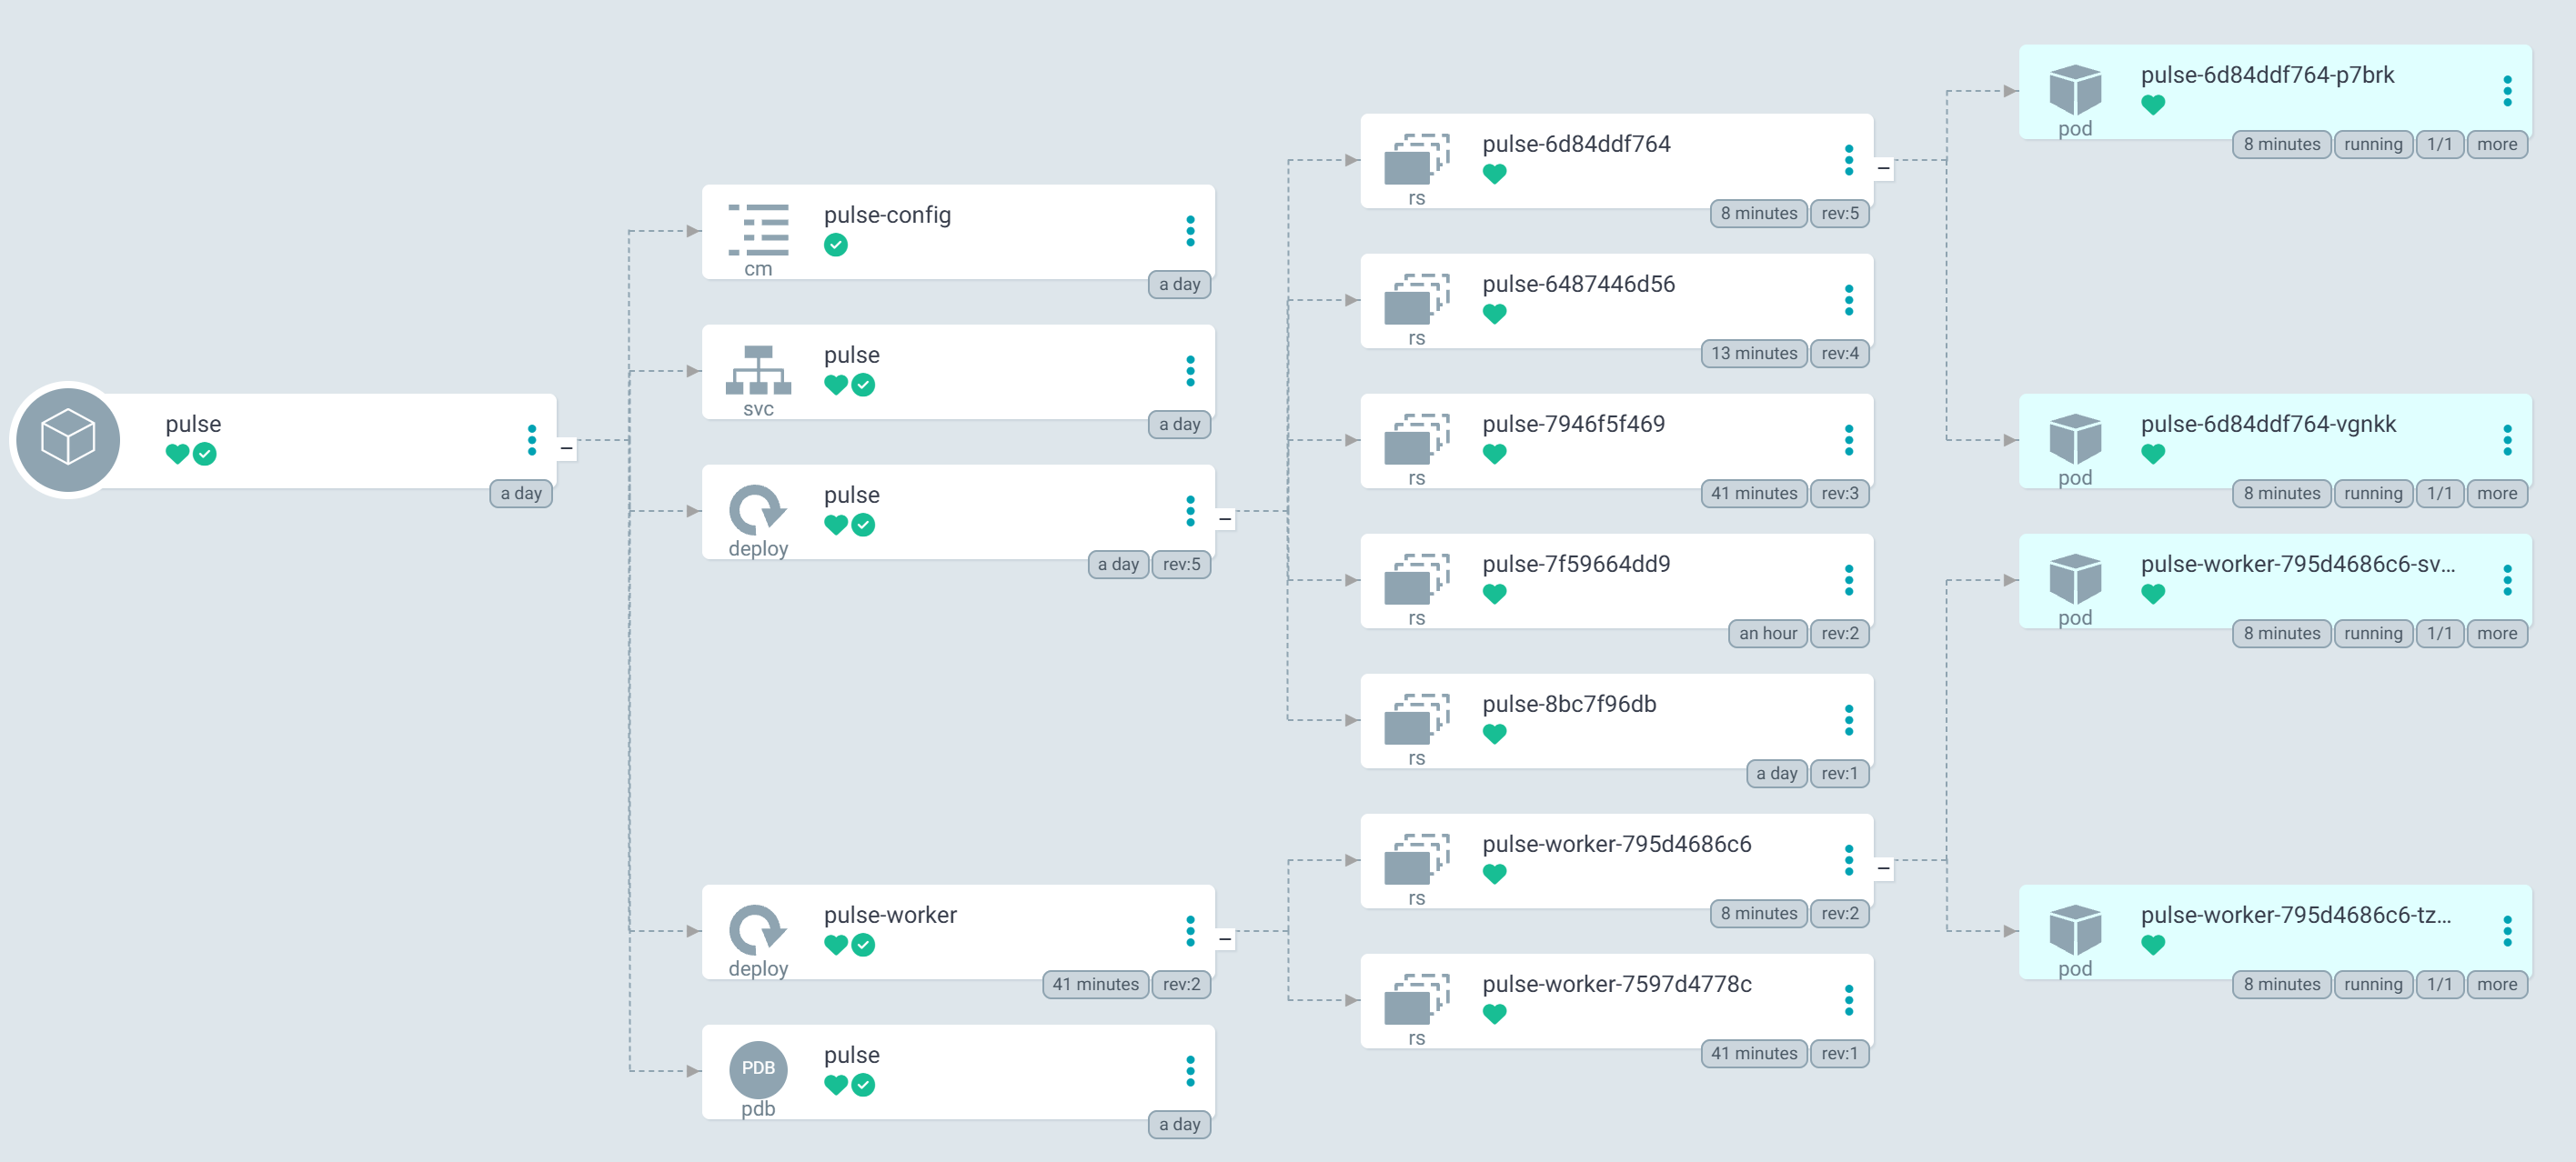 pulse
a day
pulse-config
cm
a day
pulse
svc
a day
pulse
deploy
a day rev:5
pulse-worker
deploy
41 minutes rev:2
PDB
pulse
pdb
a day
pulse-6d84ddf764
rs
8 minutes rev:5
pulse-6487446d56
rs
13 minutes rev:4
pulse-7946f5f469
rs
41 minutes rev:3
pulse-7f59664dd9
rs
an hour rev:2
pulse-8bc7f96db
rs
a day rev:1
pulse-worker-795d4686c6
rs
8 minutes rev:2
pulse-worker-7597d4778c
rs
41 minutes rev:1
pulse-6d84ddf764-p7brk
pod
8 minutes running 1/1 more
pulse-6d84ddf764-vgnkk
pod
8 minutes running 1/1 more
pulse-worker-795d4686c6-sv...
pod
8 minutes running 1/1 more
pulse-worker-795d4686c6-tz...
pod
8 minutes running 1/1 more